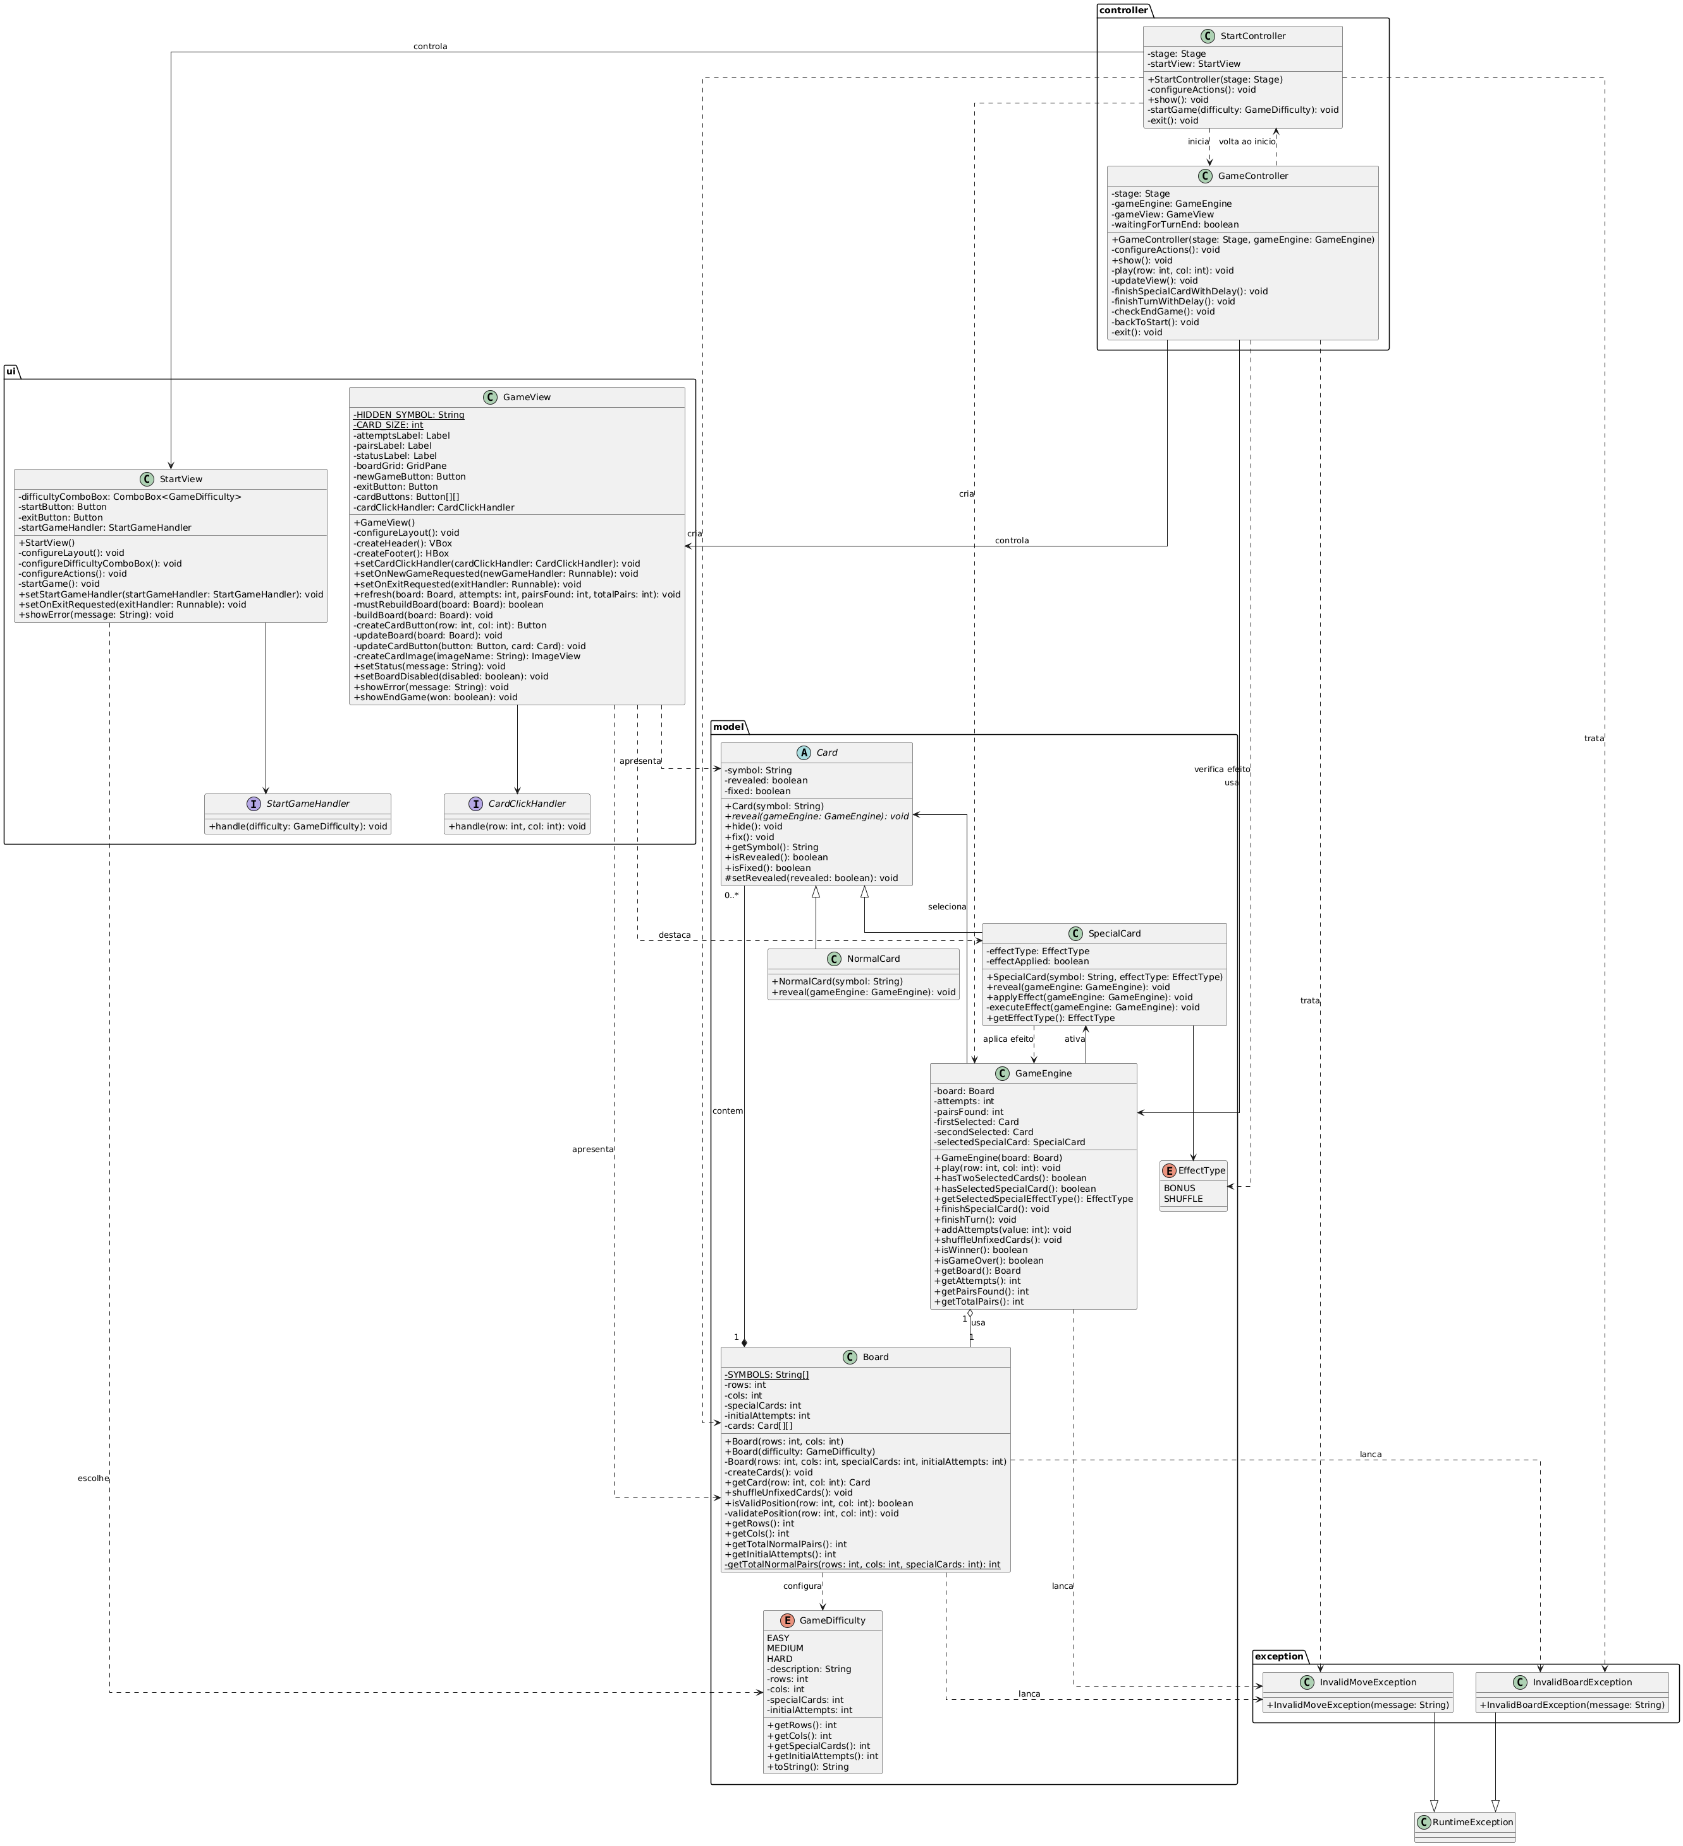 controller
StartController
-stage: Stage
-startView: StartView
+StartController(stage: Stage)
-configureActions(): void
+show(): void
-startGame(difficulty: GameDifficulty): void
-exit(): void
controla
inicia
volta ao inicio
GameController
-stage: Stage
-gameEngine: GameEngine
-gameView: GameView
-waitingForTurnEnd: boolean
+GameController(stage: Stage, gameEngine: GameEngine)
-configureActions(): void
+show(): void
-play(row: int, col: int): void
-updateView(): void
-finishSpecialCardWithDelay(): void
-finishTurnWithDelay(): void
-checkEndGame(): void
-backToStart(): void
-exit(): void
ui
GameView
-HIDDEN_SYMBOL: String
-CARD_SIZE: int
-attemptsLabel: Label
-pairsLabel: Label
-statusLabel: Label
-boardGrid: GridPane
-newGameButton: Button
-exitButton: Button
-cardButtons: Button[][]
-cardClickHandler: CardClickHandler
+GameView()
-configureLayout(): void
-createHeader(): VBox
-createFooter(): HBox
+setCardClickHandler(cardClickHandler: CardClickHandler): void
+setOnNewGameRequested(newGameHandler: Runnable): void
+setOnExitRequested(exitHandler: Runnable): void
+refresh(board: Board, attempts: int, pairsFound: int, totalPairs: int): void
-mustRebuildBoard(board: Board): boolean
-buildBoard(board: Board): void
-createCardButton(row: int, col: int): Button
-updateBoard(board: Board): void
-updateCardButton(button: Button, card: Card): void
-createCardImage(imageName: String): ImageView
+setStatus(message: String): void
+setBoardDisabled(disabled: boolean): void
+showError(message: String): void
+showEndGame(won: boolean): void
StartView
-difficultyComboBox: ComboBox<GameDifficulty>
-startButton: Button
-exitButton: Button
-startGameHandler: StartGameHandler
+StartView()
-configureLayout(): void
-configureDifficultyComboBox(): void
-configureActions(): void
-startGame(): void
+setStartGameHandler(startGameHandler: StartGameHandler): void
+setOnExitRequested(exitHandler: Runnable): void
+showError(message: String): void
cria
cria
controla
StartGameHandler
+handle(difficulty: GameDifficulty): void
CardClickHandler
+handle(row: int, col: int): void
model
Card
-symbol: String
-revealed: boolean
-fixed: boolean
+Card(symbol: String)
+reveal(gameEngine: GameEngine): void
+hide(): void
+fix(): void
+getSymbol(): String
+isRevealed(): boolean
+isFixed(): boolean
#setRevealed(revealed: boolean): void
apresenta
verifica efeito
usa
trata
0..*
seleciona
destaca
NormalCard
+NormalCard(symbol: String)
+reveal(gameEngine: GameEngine): void
SpecialCard
-effectType: EffectType
-effectApplied: boolean
+SpecialCard(symbol: String, effectType: EffectType)
+reveal(gameEngine: GameEngine): void
+applyEffect(gameEngine: GameEngine): void
-executeEffect(gameEngine: GameEngine): void
+getEffectType(): EffectType
trata
aplica efeito
ativa
GameEngine
-board: Board
-attempts: int
-pairsFound: int
-firstSelected: Card
-secondSelected: Card
-selectedSpecialCard: SpecialCard
+GameEngine(board: Board)
+play(row: int, col: int): void
+hasTwoSelectedCards(): boolean
+hasSelectedSpecialCard(): boolean
+getSelectedSpecialEffectType(): EffectType
+finishSpecialCard(): void
+finishTurn(): void
+addAttempts(value: int): void
+shuffleUnfixedCards(): void
+isWinner(): boolean
+isGameOver(): boolean
+getBoard(): Board
+getAttempts(): int
+getPairsFound(): int
+getTotalPairs(): int
EffectType
BONUS
SHUFFLE
contem
apresenta
1
usa
1
1
Board
-SYMBOLS: String[]
-rows: int
-cols: int
-specialCards: int
-initialAttempts: int
-cards: Card[][]
+Board(rows: int, cols: int)
+Board(difficulty: GameDifficulty)
-Board(rows: int, cols: int, specialCards: int, initialAttempts: int)
-createCards(): void
+getCard(row: int, col: int): Card
+shuffleUnfixedCards(): void
+isValidPosition(row: int, col: int): boolean
-validatePosition(row: int, col: int): void
+getRows(): int
+getCols(): int
+getTotalNormalPairs(): int
+getInitialAttempts(): int
-getTotalNormalPairs(rows: int, cols: int, specialCards: int): int
lanca
escolhe
configura
lanca
GameDifficulty
EASY
MEDIUM
HARD
-description: String
-rows: int
-cols: int
-specialCards: int
-initialAttempts: int
+getRows(): int
+getCols(): int
+getSpecialCards(): int
+getInitialAttempts(): int
+toString(): String
lanca
exception
InvalidMoveException
+InvalidMoveException(message: String)
InvalidBoardException
+InvalidBoardException(message: String)
RuntimeException